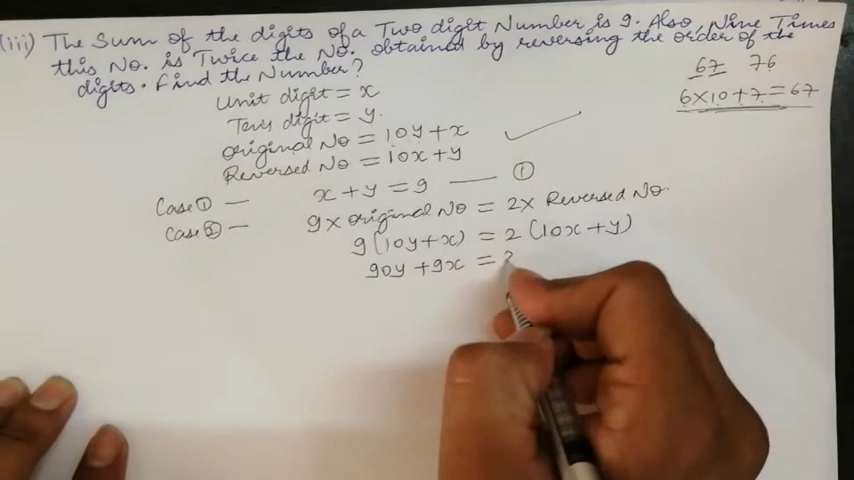 (iii) The Sum of the digits of a Two digit Number is 9. Also, Nine Times
this No. is Twice the No. obtained by reversing the order of the
digits. Find the Number?
67 76
6×10+7=67
Unit digit = x
Tens digit = y.
Original No = 10y+x
Reversed No = 10x+y
Case ① — x+y = 9 —— ①
Case ② — 9× original No = 2× Reversed No.
9(10y+x) = 2(10x+y)
90y+9x =